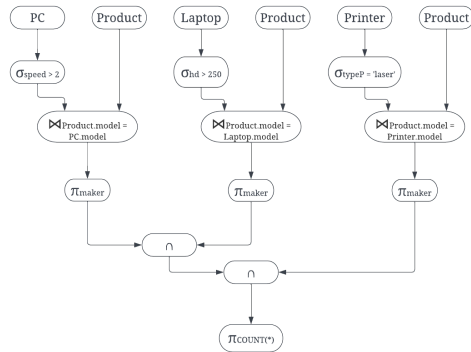 PC Product Laptop Product Printer Product
σspeed > 2 σhd > 250 σtypeP = 'laser'
⋈Product.model =
PC.model
⋈Product.model =
Laptop.model
⋈Product.model =
Printer.model
πmaker πmaker πmaker
∩
∩
πCOUNT(*)